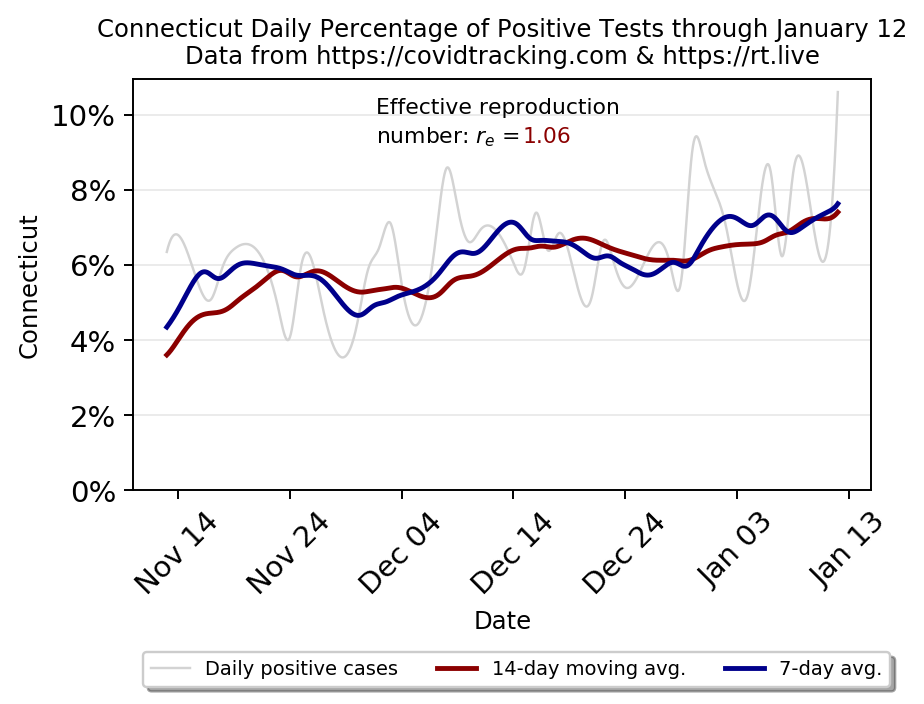 Connecticut Daily Percentage of Positive Tests through January 12
Data from https://covidtracking.com & https://rt.live
Effective reproduction
number: rₑ =1.06
10%
8%
6%
4%
2%
0%
Connecticut
Nov 14
Nov 24
Dec 04
Dec 14
Dec 24
Jan 03
Jan 13
Date
Daily positive cases
14-day moving avg.
7-day avg.